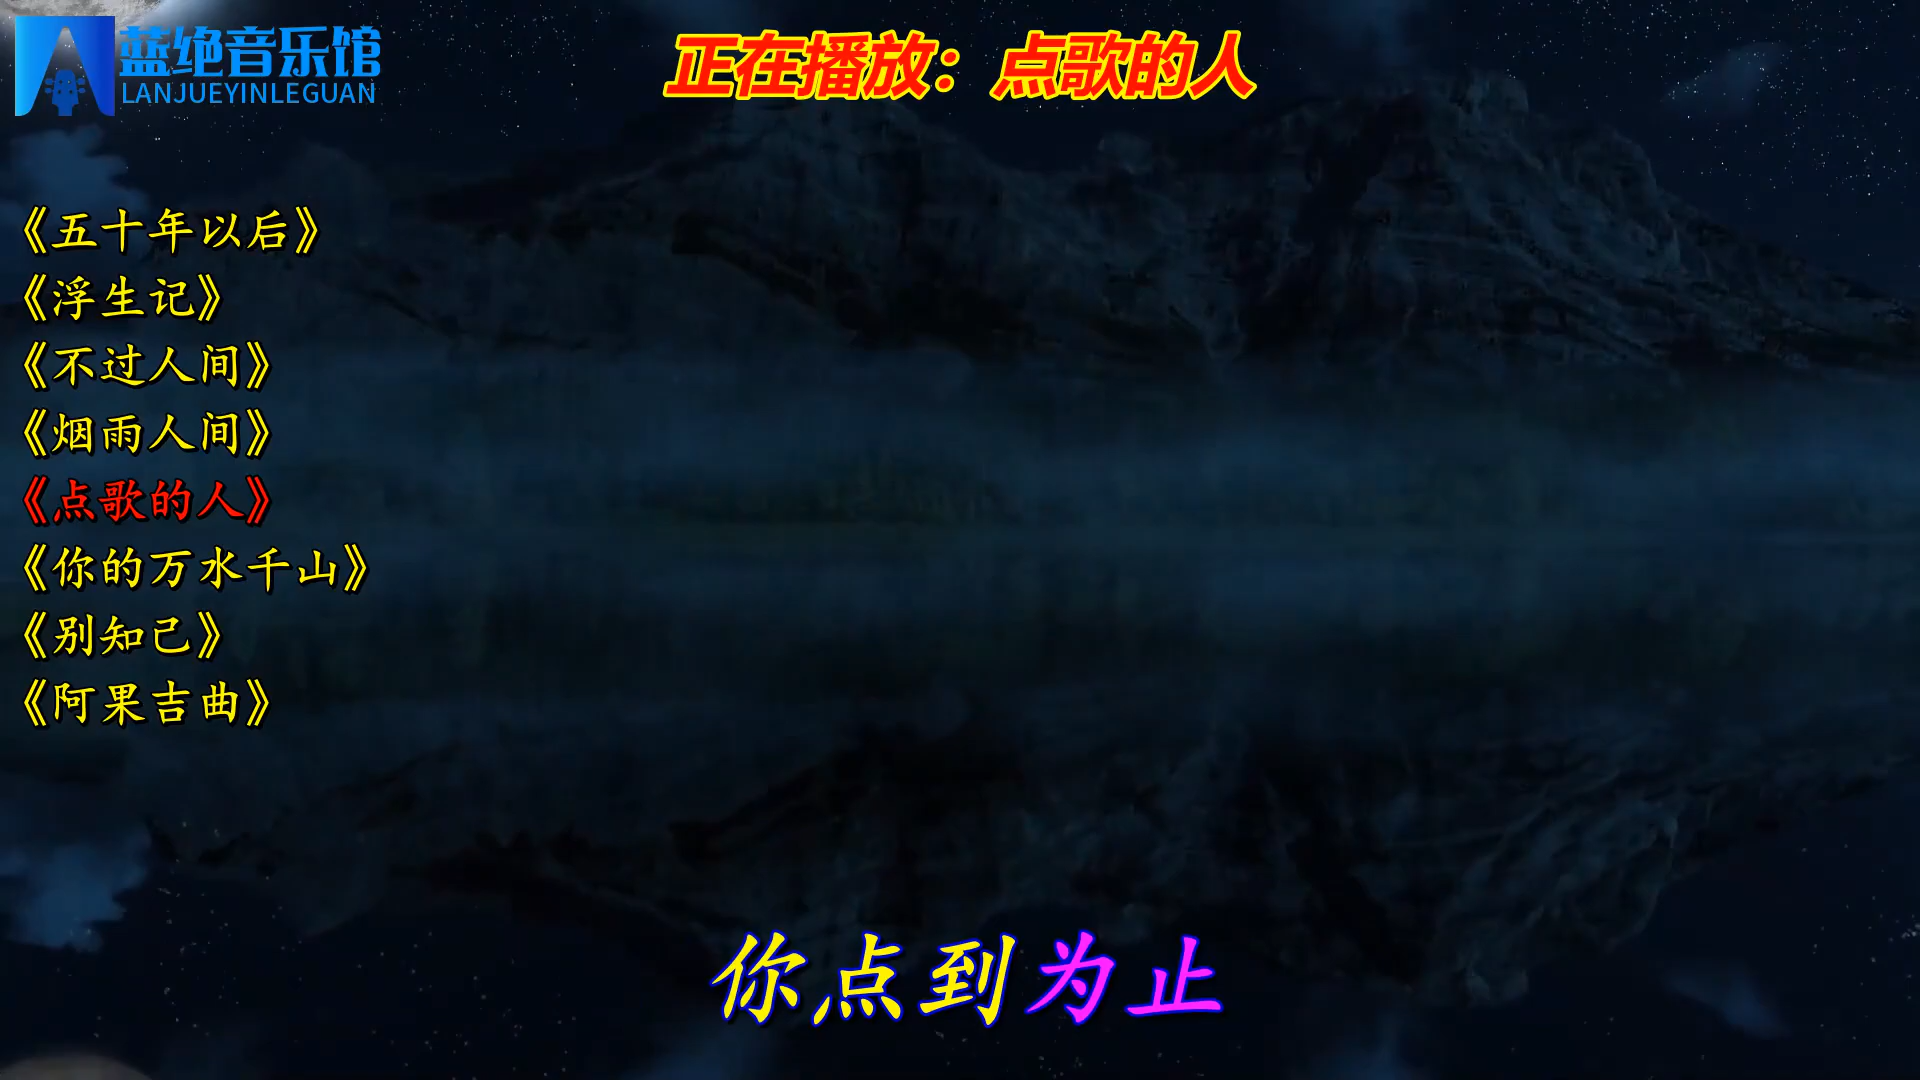 蓝绝音乐馆
LANJUEYINLEGUAN
正在播放：点歌的人
《五十年以后》
《浮生记》
《不过人间》
《烟雨人间》
《点歌的人》
《你的万水千山》
《别知己》
《阿果吉曲》
你点到为止